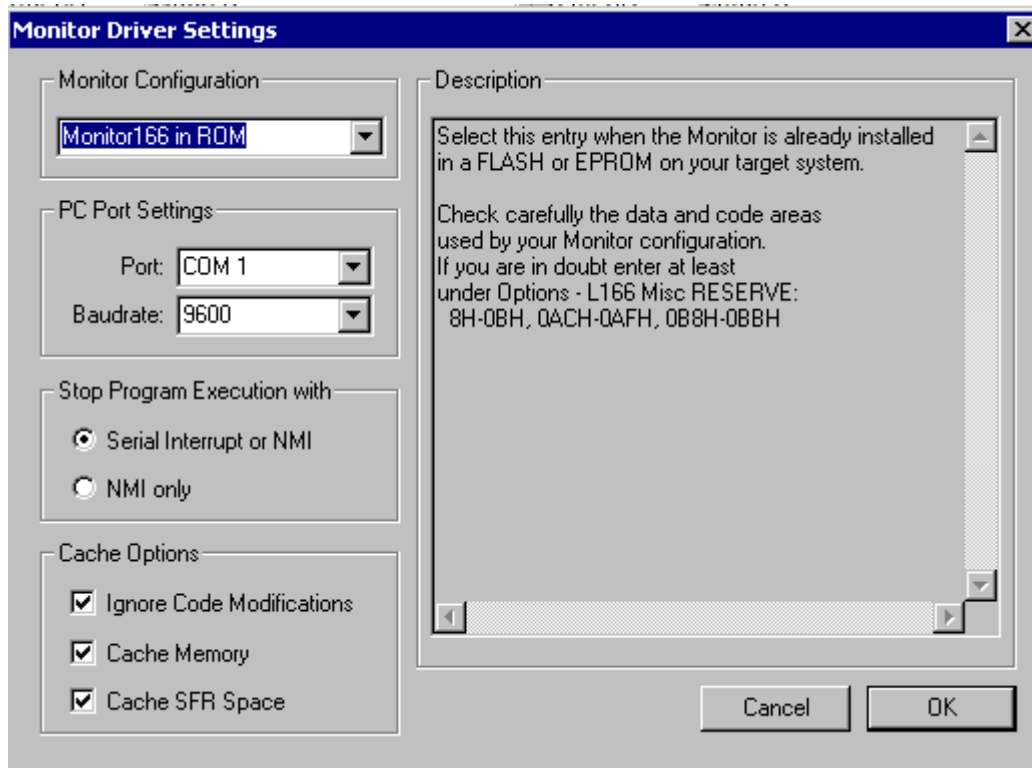 Monitor Driver Settings
Monitor Configuration
Monitor166 in ROM
PC Port Settings
Port: COM 1
Baudrate: 9600
Stop Program Execution with
Serial Interrupt or NMI
NMI only
Cache Options
Ignore Code Modifications
Cache Memory
Cache SFR Space
Description
Select this entry when the Monitor is already installed
in a FLASH or EPROM on your target system.
Check carefully the data and code areas
used by your Monitor configuration.
If you are in doubt enter at least
under Options - L166 Misc RESERVE:
8H-0BH, 0ACH-0AFH, 0B8H-0BBH
Cancel
OK